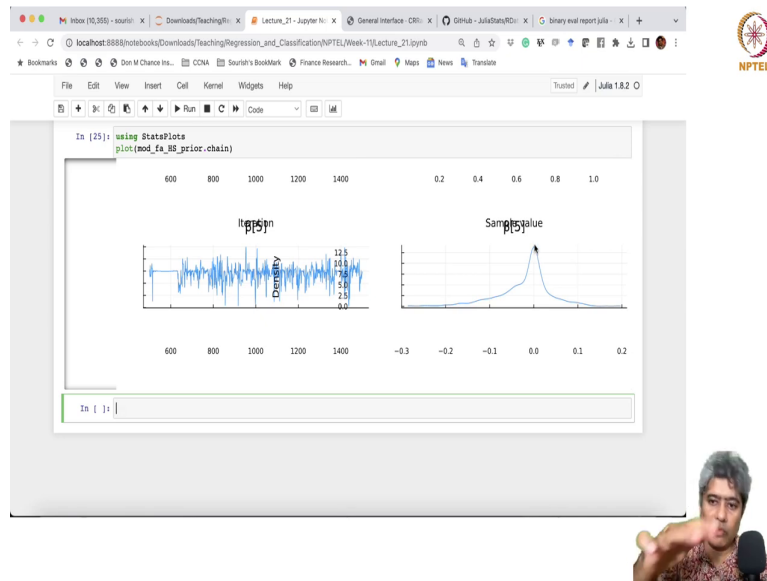 M Inbox (10,355) - sourish x
Downloads/Teaching/Re x
Lecture_21 - Jupyter No x
General Interface - CRRa x
GitHub - JuliaStats/RDat x
G binary eval report julia - x
+
localhost:8888/notebooks/Downloads/Teaching/Regression_and_Classification/NPTEL/Week-11/Lecture_21.ipynb
Bookmarks
Don M Chance Ins...
CCNA
Sourish's BookMark
Finance Research...
Gmail
Maps
News
Translate
NPTEL
File Edit View Insert Cell Kernel Widgets Help
Trusted
Julia 1.8.2
Run
Code
In [25]: using StatsPlots
plot(mod_fa_HS_prior.chain)
600 800 1000 1200 1400
0.2 0.4 0.6 0.8 1.0
Iteration
β[5]
Sample value
β[5]
Density
12.5
10.0
7.5
5.0
2.5
0.0
600 800 1000 1200 1400
−0.3 −0.2 −0.1 0.0 0.1 0.2
In [ ]: